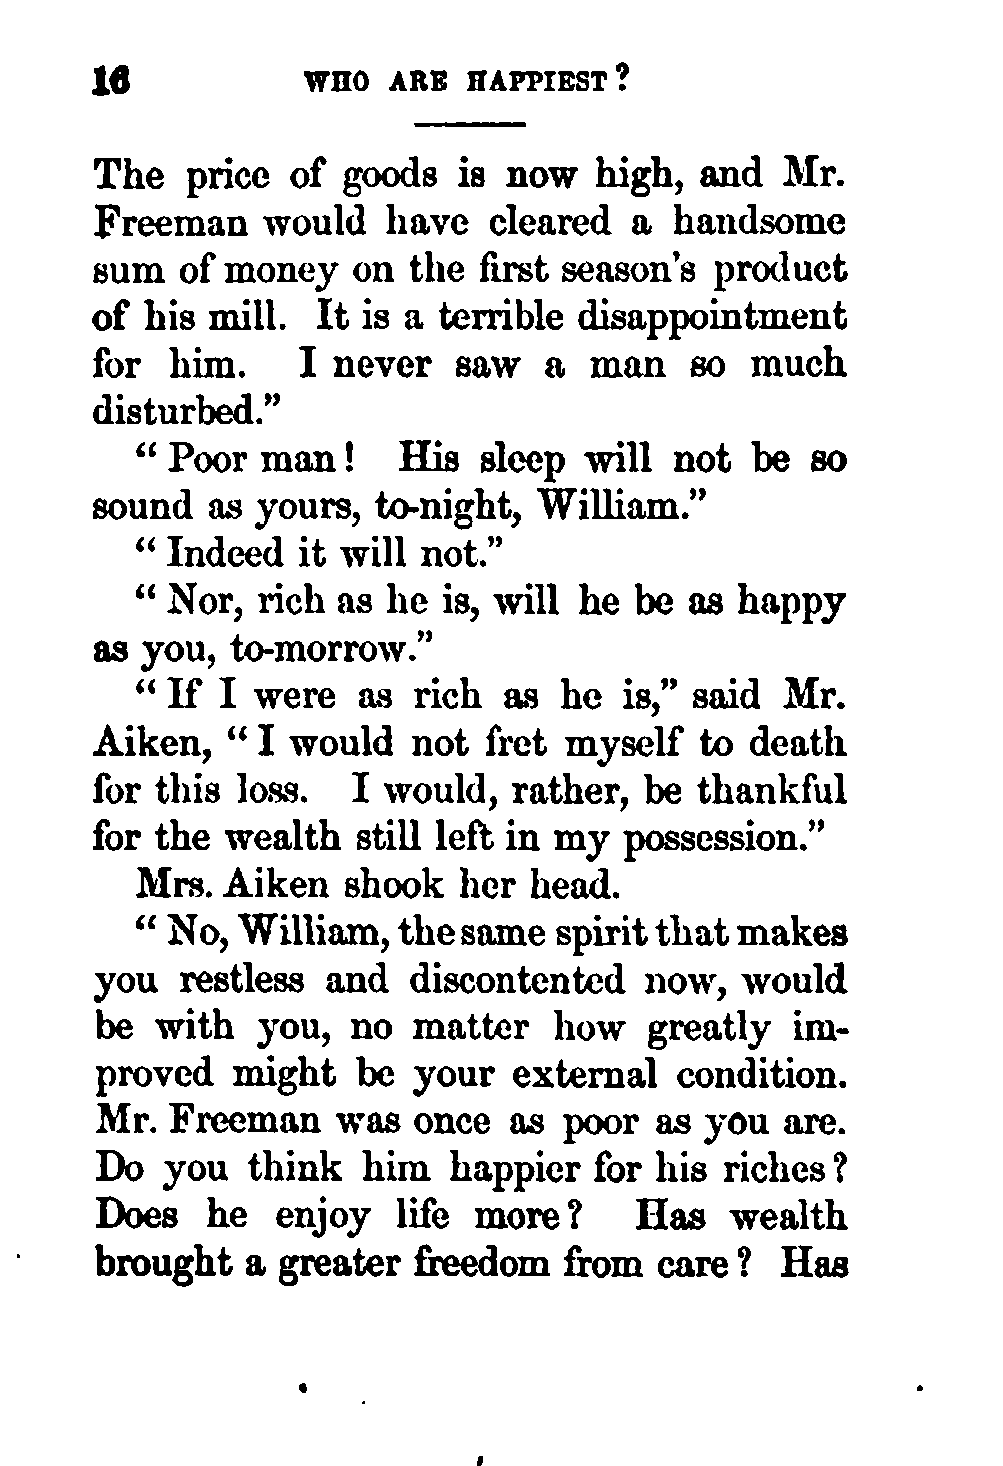 16 WHO ARE HAPPIEST?
The price of goods is now high, and Mr.
Freeman would have cleared a handsome
sum of money on the first season's product
of his mill. It is a terrible disappointment
for him. I never saw a man so much
disturbed."
"Poor man! His sleep will not be so
sound as yours, to-night, William."
"Indeed it will not."
"Nor, rich as he is, will he be as happy
as you, to-morrow."
"If I were as rich as he is," said Mr.
Aiken, "I would not fret myself to death
for this loss. I would, rather, be thankful
for the wealth still left in my possession."
Mrs. Aiken shook her head.
"No, William, the same spirit that makes
you restless and discontented now, would
be with you, no matter how greatly im-
proved might be your external condition.
Mr. Freeman was once as poor as you are.
Do you think him happier for his riches?
Does he enjoy life more? Has wealth
brought a greater freedom from care? Has